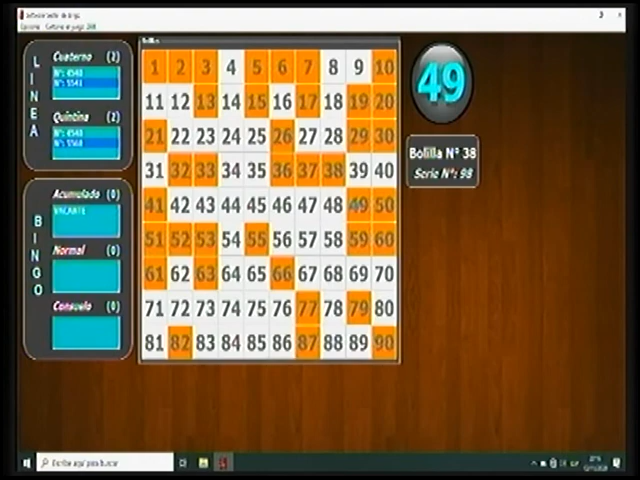 LINEA
Cuaterno (2)
Nº: 4540
Nº: 5541
Quintina (2)
Nº: 4540
Nº: 5560
BINGO
Acumulado (0)
VACANTE
Normal (0)
Consuelo (0)
1 2 3 4 5 6 7 8 9 10
11 12 13 14 15 16 17 18 19 20
21 22 23 24 25 26 27 28 29 30
31 32 33 34 35 36 37 38 39 40
41 42 43 44 45 46 47 48 49 50
51 52 53 54 55 56 57 58 59 60
61 62 63 64 65 66 67 68 69 70
71 72 73 74 75 76 77 78 79 80
81 82 83 84 85 86 87 88 89 90
49
Bolilla Nº 38
Serie Nº: 98
Escribe aquí para buscar